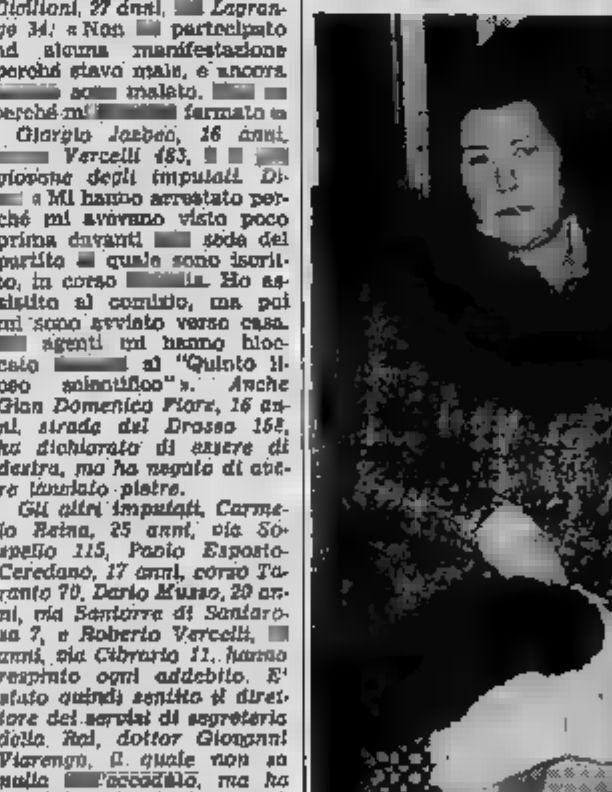 27 anni, Lagran-
ge 34: « Non partecipato
ad alcuna manifestazione
perché stavo male, e ancora
sono malato.
perché mi fermato »
Giorgio 16 anni,
Vercelli 483,
giovane degli imputati. Di-
« Mi hanno arrestato per-
ché mi avevano visto poco
prima davanti sede del
partito quale sono iscrit-
to, in corso Ho as-
sistito al comizio, ma poi
mi sono avviato verso casa.
agenti mi hanno bloc-
cato al "Quinto li-
ceo scientifico" ». Anche
Gian Domenico Fiore, 16 an-
ni, strada del Drosso 158,
ha dichiarato di essere di
destra, ma ha negato di ave-
re lanciato pietre.
Gli altri imputati, Carme-
lo Reina, 25 anni, via So-
spello 115, Paolo Esposto-
Ceredano, 17 anni, corso Ta-
ranto 70, Dario Musso, 20 an-
ni, via Santorre di Santaro-
sa 7, e Roberto Vercelli,
anni, via Cibrario 11, hanno
respinto ogni addebito. E'
stato quindi sentito il diret-
tore dei servizi di segreteria
della Rai, dottor Giovanni
Viarengo, il quale non sa
nulla l'accaduto, ma ha